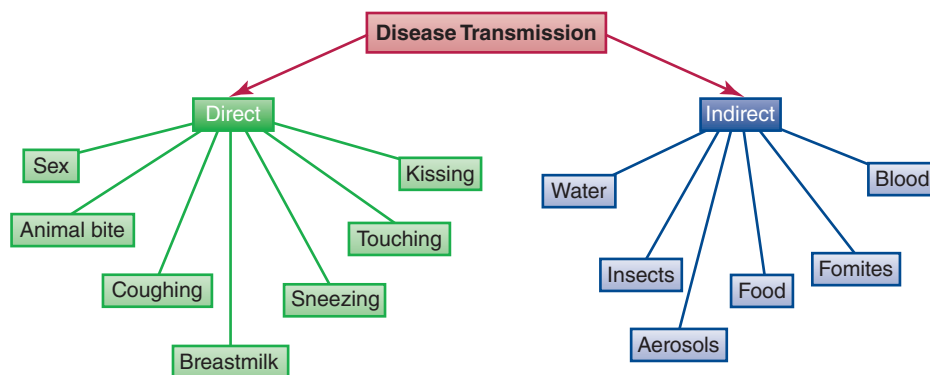 Disease Transmission
Direct
Indirect
Sex
Animal bite
Coughing
Breastmilk
Sneezing
Touching
Kissing
Water
Insects
Aerosols
Food
Fomites
Blood